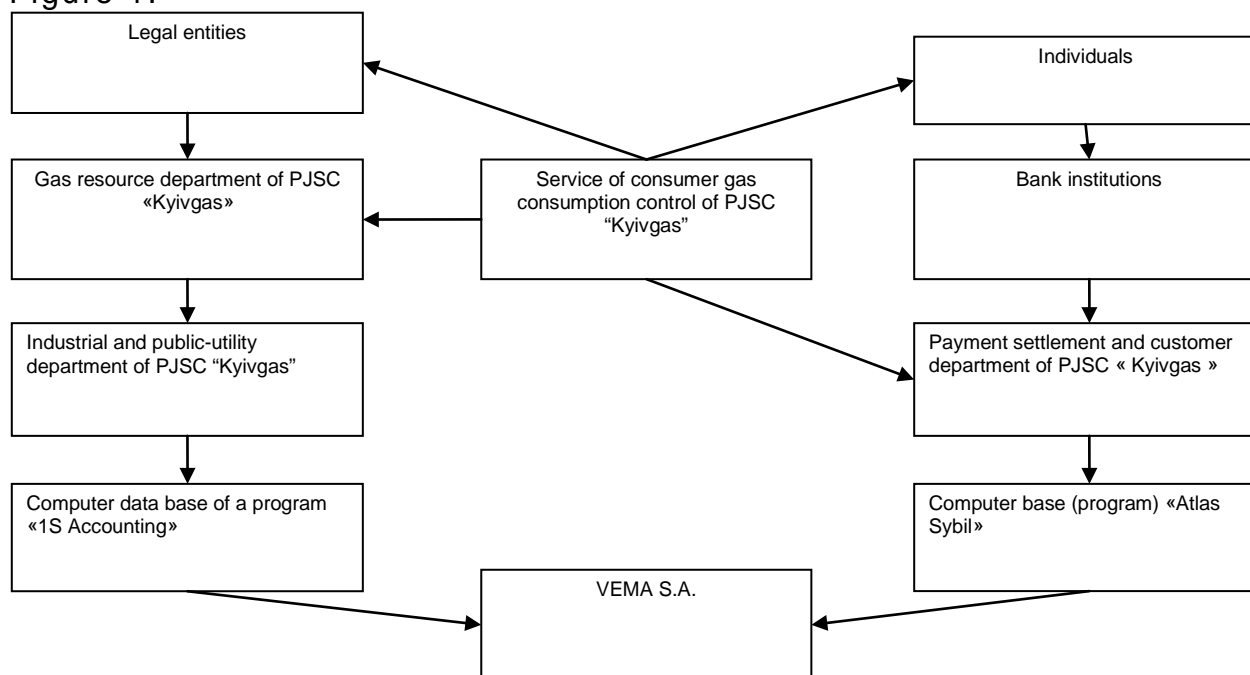 Figure 1.
Legal entities
Individuals
Gas resource department of PJSC
«Kyivgas»
Service of consumer gas
consumption control of PJSC
“Kyivgas”
Bank institutions
Industrial and public-utility
department of PJSC “Kyivgas”
Payment settlement and customer
department of PJSC « Kyivgas »
Computer data base of a program
«1S Accounting»
Computer base (program) «Atlas
Sybil»
VEMA S.A.